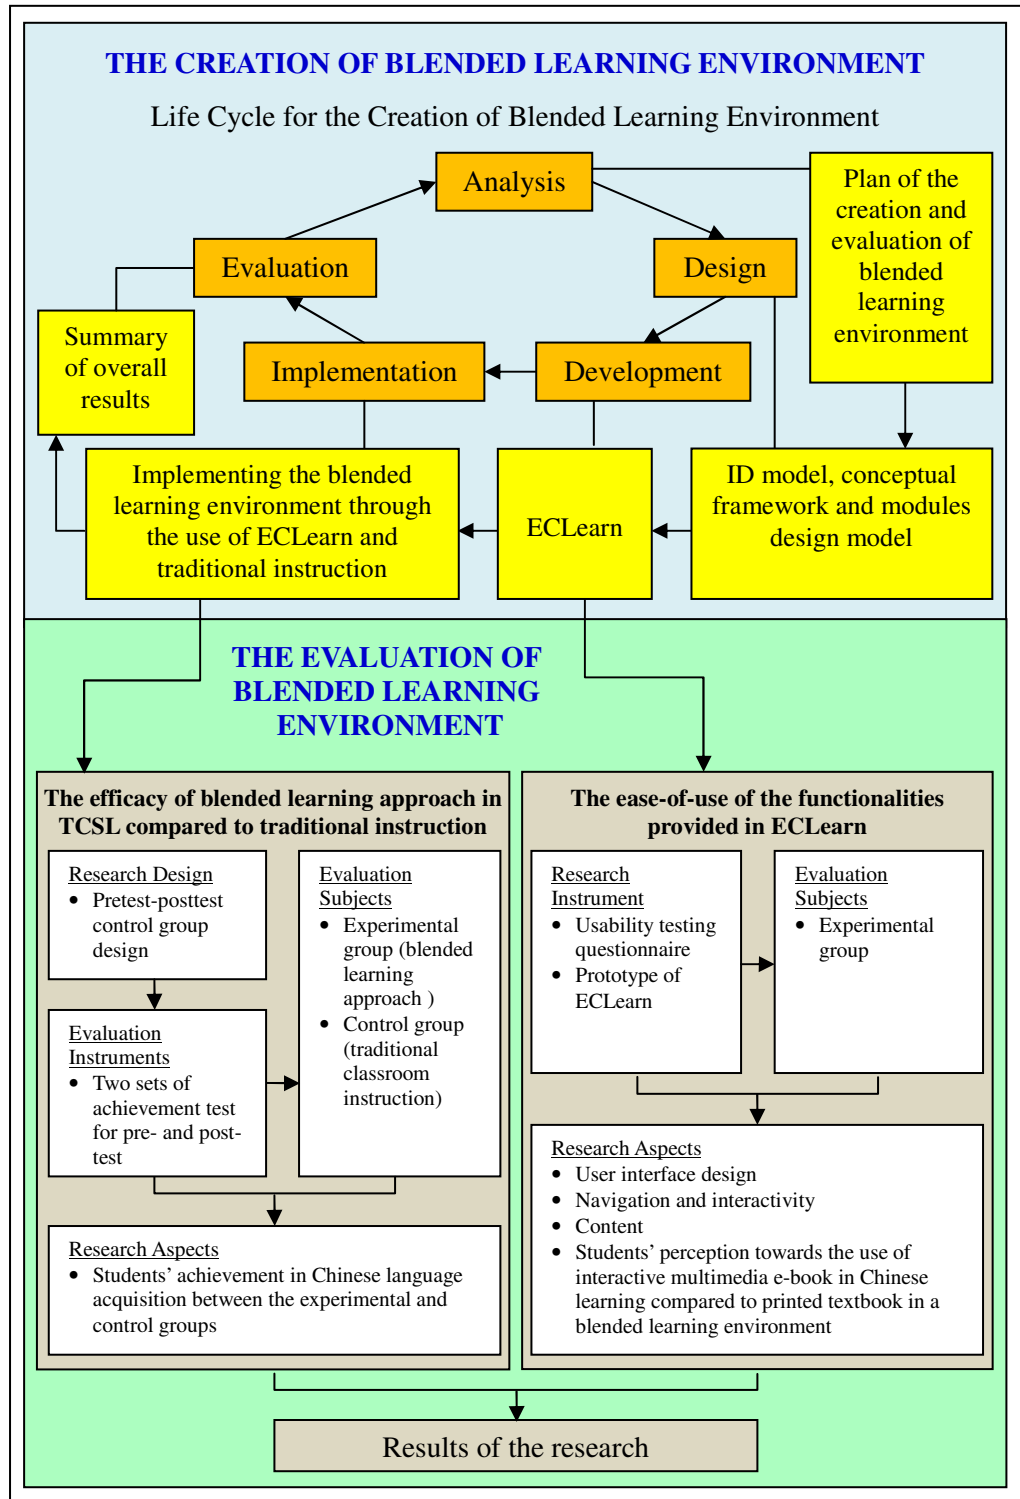 THE CREATION OF BLENDED LEARNING ENVIRONMENT
Life Cycle for the Creation of Blended Learning Environment
Analysis
Plan of the
creation and
evaluation of
blended
learning
environment
Evaluation
Design
Summary
of overall
results
Implementation
Development
Implementing the blended
learning environment through
the use of ECLearn and
traditional instruction
ECLearn
ID model, conceptual
framework and modules
design model
THE EVALUATION OF
BLENDED LEARNING
ENVIRONMENT
The efficacy of blended learning approach in
TCSL compared to traditional instruction
Research Design
• Pretest-posttest
control group
design
Evaluation
Subjects
• Experimental
group (blended
learning
approach )
• Control group
(traditional
classroom
instruction)
Evaluation
Instruments
• Two sets of
achievement test
for pre- and post-
test
Research Aspects
• Students’ achievement in Chinese language
acquisition between the experimental and
control groups
The ease-of-use of the functionalities
provided in ECLearn
Research
Instrument
• Usability testing
questionnaire
• Prototype of
ECLearn
Evaluation
Subjects
• Experimental
group
Research Aspects
• User interface design
• Navigation and interactivity
• Content
• Students’ perception towards the use of
interactive multimedia e-book in Chinese
learning compared to printed textbook in a
blended learning environment
Results of the research